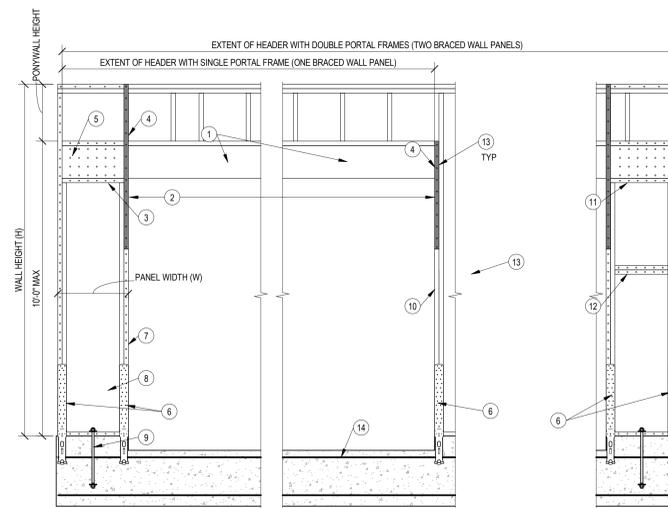 EXTENT OF HEADER WITH DOUBLE PORTAL FRAMES (TWO BRACED WALL PANELS)
EXTENT OF HEADER WITH SINGLE PORTAL FRAME (ONE BRACED WALL PANEL)
PONYWALL HEIGHT
5
4
1
4
13
TYP
3
2
11
WALL HEIGHT (H)
10'-0" MAX
PANEL WIDTH (W)
13
12
10
7
8
6
6
6
9
14